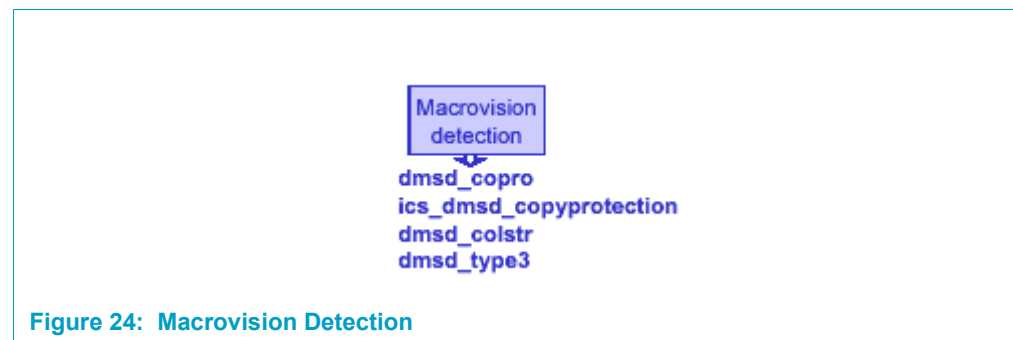 Macrovision
detection
dmsd_copro
ics_dmsd_copyprotection
dmsd_colstr
dmsd_type3
Figure 24: Macrovision Detection